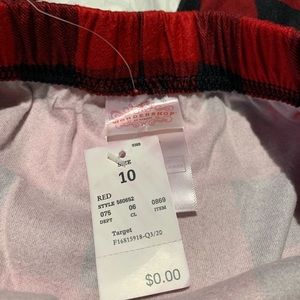 WONDERSHOP
SIZE
10
RED
STYLE 560652
075 06 0869
DEPT CL ITEM
Target
F16815918-Q3/20
$0.00